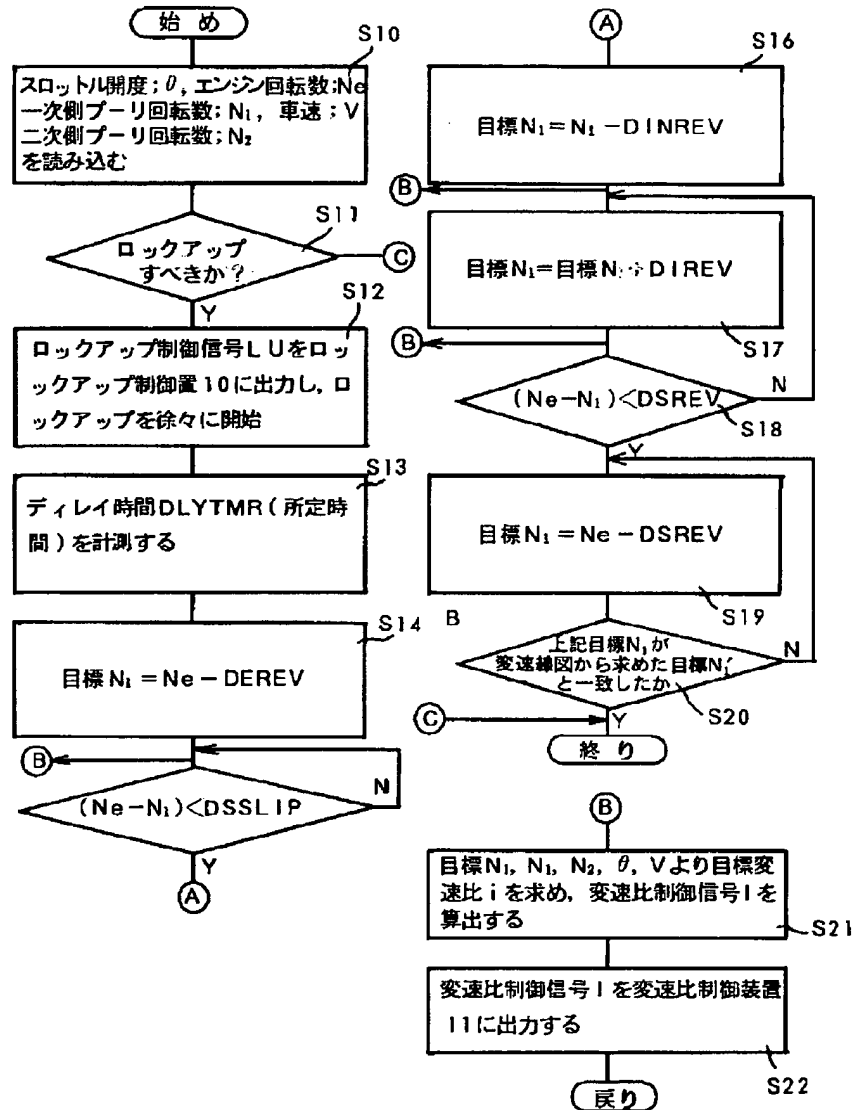 始め
S10
スロットル開度;θ, エンジン回転数;Ne
一次側プーリ回転数;N₁, 車速;V
二次側プーリ回転数;N₂
を読み込む
S11
ロックアップ
すべきか?
C
Y
S12
ロックアップ制御信号LUをロッ
クアップ制御置10に出力し,ロ
ックアップを徐々に開始
S13
ディレイ時間DLYTMR(所定時
間)を計測する
S14
目標N₁=Ne-DEREV
B
N
(Ne-N₁)<DSSLIP
Y
A
A
S16
目標N₁=N₁-DINREV
B
目標N₁=目標N₁+DIREV
S17
B
N
(Ne-N₁)<DSREV
S18
Y
目標N₁=Ne-DSREV
S19
B
上記目標N₁が
変速線図から求めた目標N₁′
と一致したか
N
S20
C
Y
終り
B
目標N₁, N₁, N₂, θ, Vより目標変
速比iを求め,変速比制御信号Iを
算出する
S21
変速比制御信号Iを変速比制御装置
11に出力する
S22
戻り